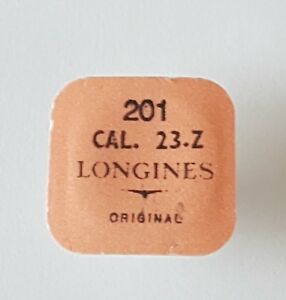 201
CAL. 23.Z
LONGINES
ORIGINAL